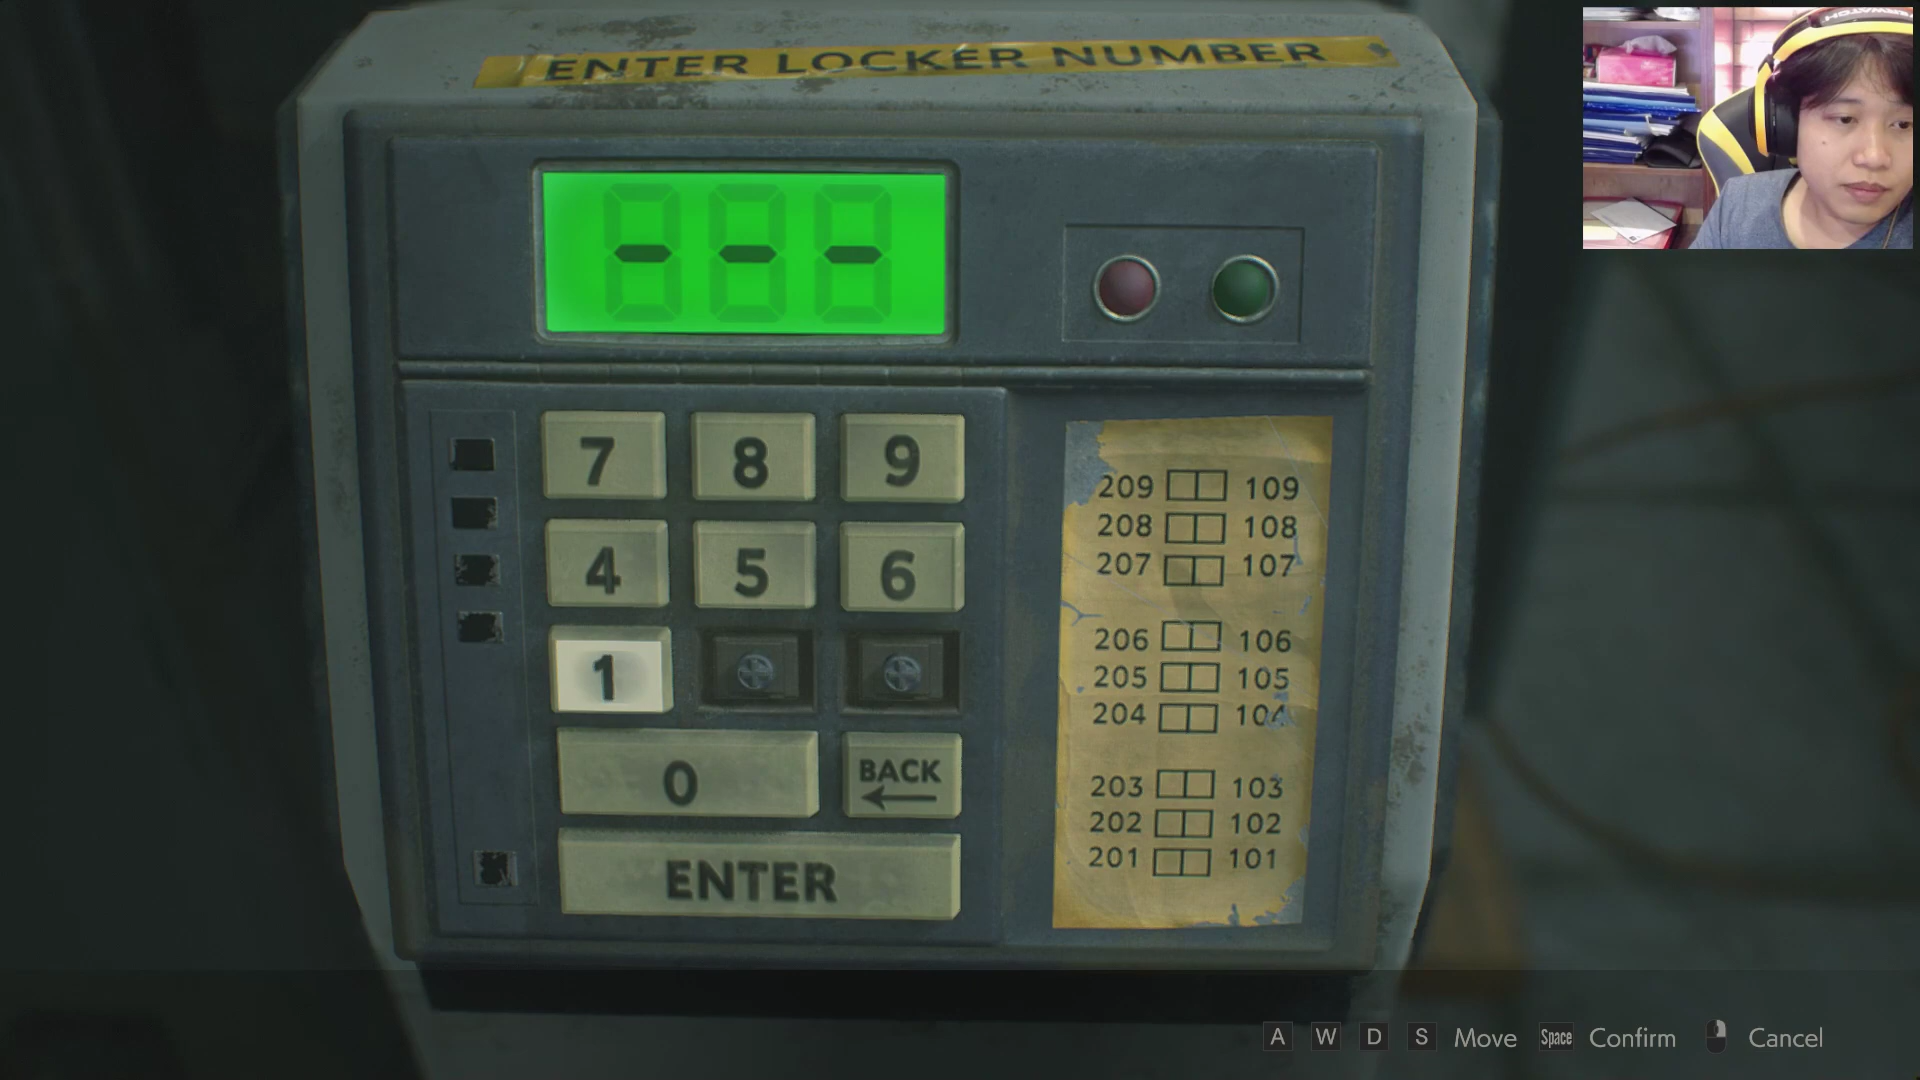 ENTER LOCKER NUMBER
---
7 8 9
4 5 6
1
0 BACK
ENTER
209 109
208 108
207 107
206 106
205 105
204 104
203 103
202 102
201 101
A W D S Move Space Confirm Cancel